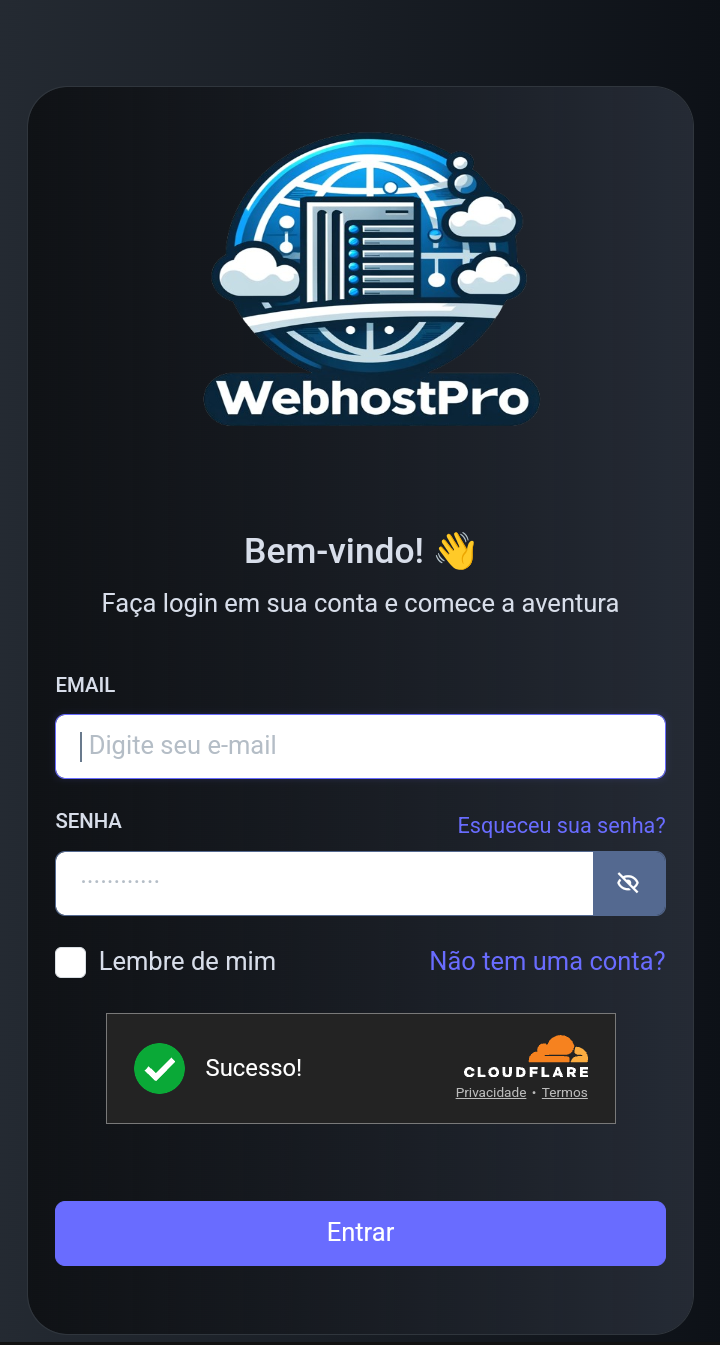 WebhostPro
Bem-vindo! 👋
Faça login em sua conta e comece a aventura
EMAIL
Digite seu e-mail
SENHA
Esqueceu sua senha?
············
Lembre de mim
Não tem uma conta?
Sucesso!
CLOUDFLARE
Privacidade • Termos
Entrar